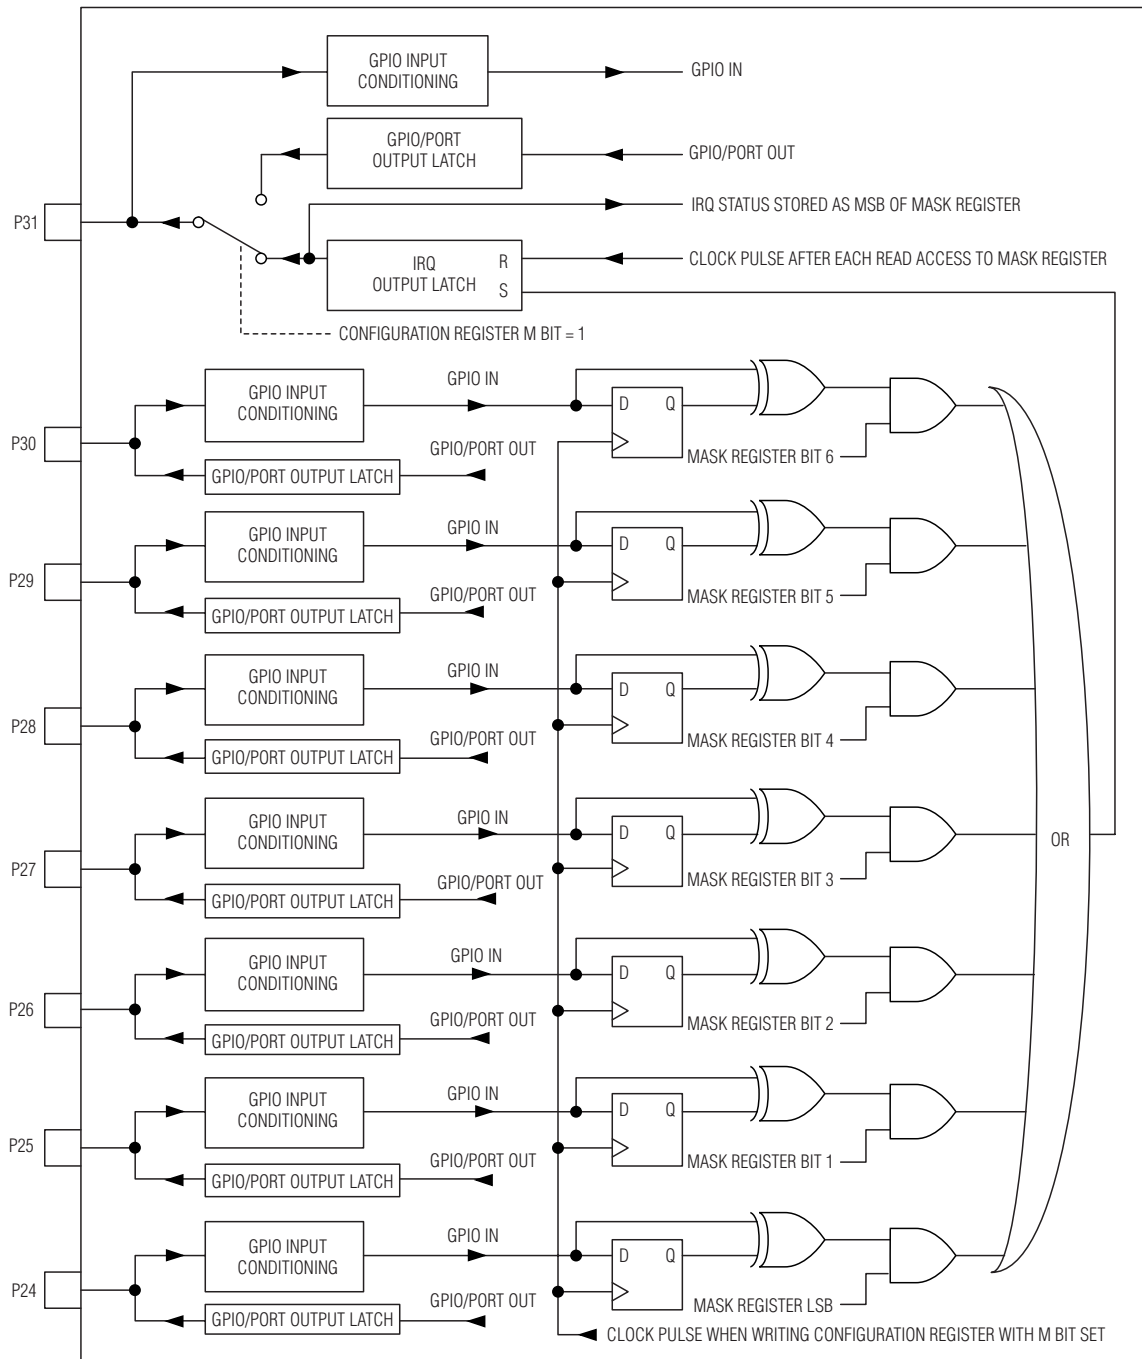 GPIO INPUT
CONDITIONING
GPIO IN
GPIO/PORT
OUTPUT LATCH
GPIO/PORT OUT
P31
IRQ STATUS STORED AS MSB OF MASK REGISTER
IRQ
OUTPUT LATCH
R
S
CLOCK PULSE AFTER EACH READ ACCESS TO MASK REGISTER
CONFIGURATION REGISTER M BIT = 1
P30
GPIO INPUT
CONDITIONING
GPIO IN
GPIO/PORT OUT
GPIO/PORT OUTPUT LATCH
D Q
MASK REGISTER BIT 6
P29
GPIO INPUT
CONDITIONING
GPIO IN
GPIO/PORT OUT
GPIO/PORT OUTPUT LATCH
D Q
MASK REGISTER BIT 5
P28
GPIO INPUT
CONDITIONING
GPIO IN
GPIO/PORT OUT
GPIO/PORT OUTPUT LATCH
D Q
MASK REGISTER BIT 4
P27
GPIO INPUT
CONDITIONING
GPIO IN
GPIO/PORT OUT
GPIO/PORT OUTPUT LATCH
D Q
MASK REGISTER BIT 3
OR
P26
GPIO INPUT
CONDITIONING
GPIO IN
GPIO/PORT OUT
GPIO/PORT OUTPUT LATCH
D Q
MASK REGISTER BIT 2
P25
GPIO INPUT
CONDITIONING
GPIO IN
GPIO/PORT OUT
GPIO/PORT OUTPUT LATCH
D Q
MASK REGISTER BIT 1
P24
GPIO INPUT
CONDITIONING
GPIO IN
GPIO/PORT OUT
GPIO/PORT OUTPUT LATCH
D Q
MASK REGISTER LSB
CLOCK PULSE WHEN WRITING CONFIGURATION REGISTER WITH M BIT SET